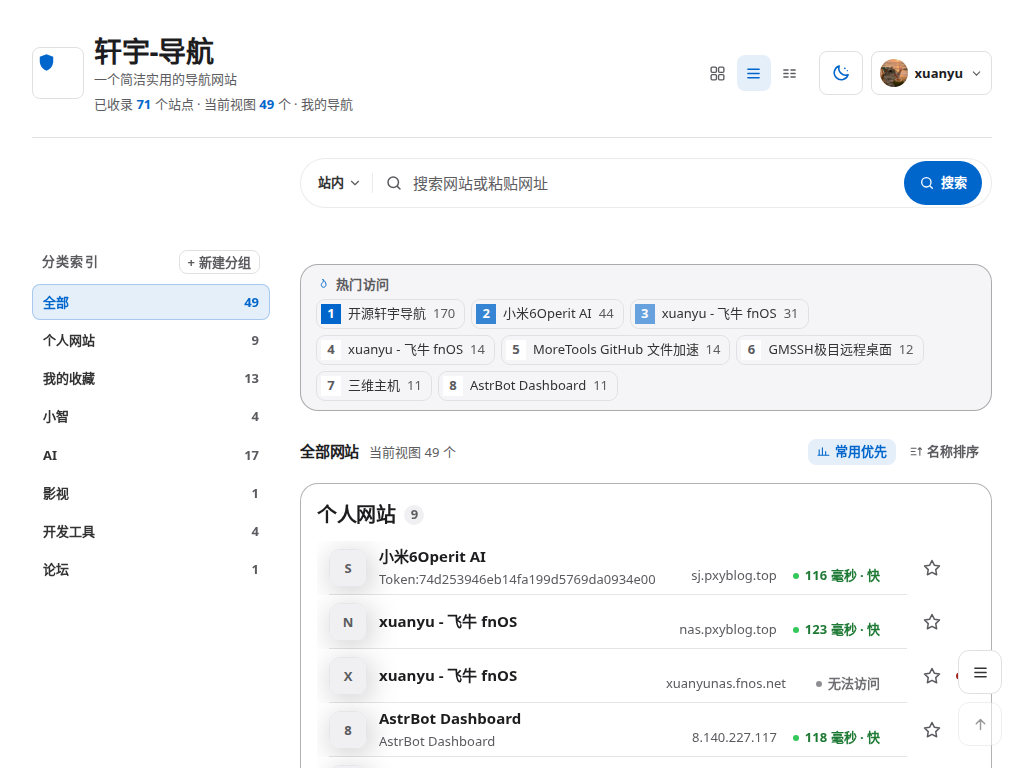 轩宇-导航
一个简洁实用的导航网站
已收录 71 个站点 · 当前视图 49 个 · 我的导航
xuanyu
站内
搜索网站或粘贴网址
搜索
分类索引
+ 新建分组
全部 49
个人网站 9
我的收藏 13
小智 4
AI 17
影视 1
开发工具 4
论坛 1
热门访问
1 开源轩宇导航 170
2 小米6Operit AI 44
3 xuanyu - 飞牛 fnOS 31
4 xuanyu - 飞牛 fnOS 14
5 MoreTools GitHub 文件加速 14
6 GMSSH极目远程桌面 12
7 三维主机 11
8 AstrBot Dashboard 11
全部网站 当前视图 49 个
常用优先
名称排序
个人网站 9
S
小米6Operit AI
Token:74d253946eb14fa199d5769da0934e00
sj.pxyblog.top
116 毫秒 · 快
N
xuanyu - 飞牛 fnOS
nas.pxyblog.top
123 毫秒 · 快
X
xuanyu - 飞牛 fnOS
xuanyunas.fnos.net
无法访问
8
AstrBot Dashboard
AstrBot Dashboard
8.140.227.117
118 毫秒 · 快